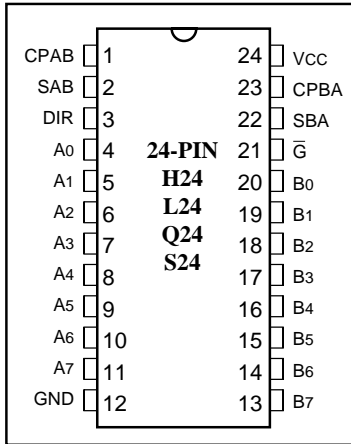 CPAB 1 24 VCC
SAB 2 23 CPBA
DIR 3 22 SBA
A0 4 24-PIN 21 G̅
A1 5 H24 20 B0
A2 6 L24 19 B1
A3 7 Q24 18 B2
A4 8 S24 17 B3
A5 9 16 B4
A6 10 15 B5
A7 11 14 B6
GND 12 13 B7